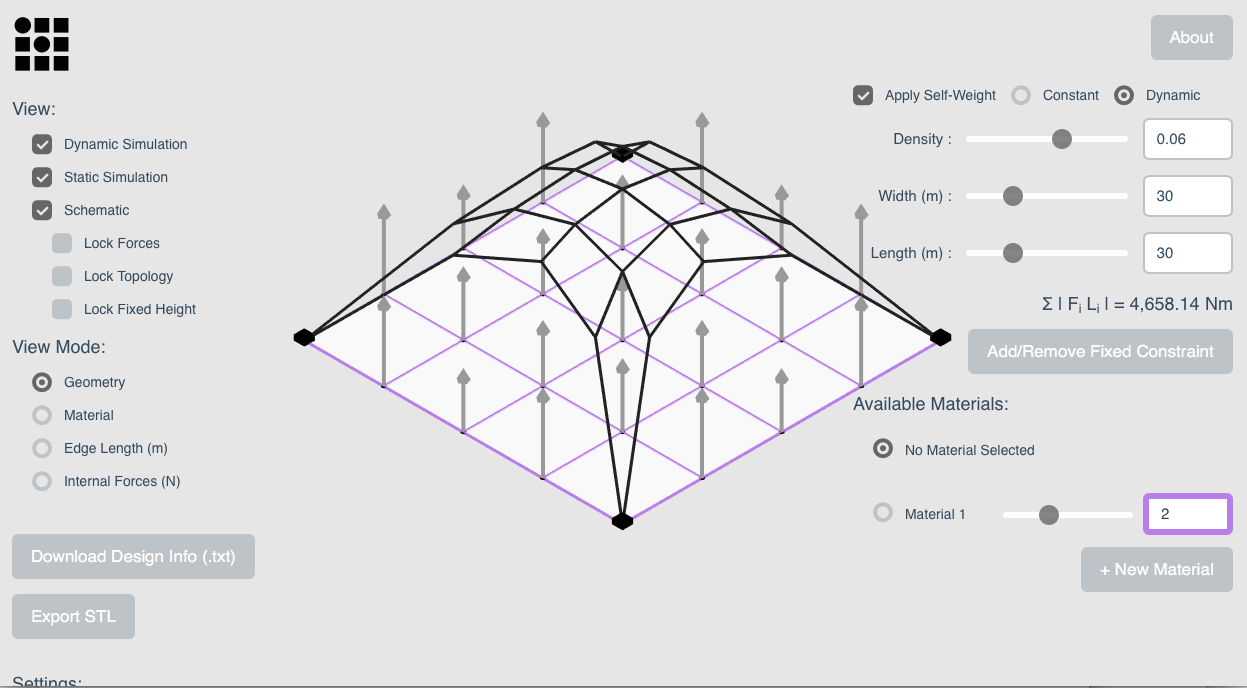 About
View:
Dynamic Simulation
Static Simulation
Schematic
Lock Forces
Lock Topology
Lock Fixed Height
View Mode:
Geometry
Material
Edge Length (m)
Internal Forces (N)
Download Design Info (.txt)
Export STL
Settings:
Apply Self-Weight Constant Dynamic
Density : 0.06
Width (m) : 30
Length (m) : 30
Σ | Fi Li | = 4,658.14 Nm
Add/Remove Fixed Constraint
Available Materials:
No Material Selected
Material 1 2
+ New Material